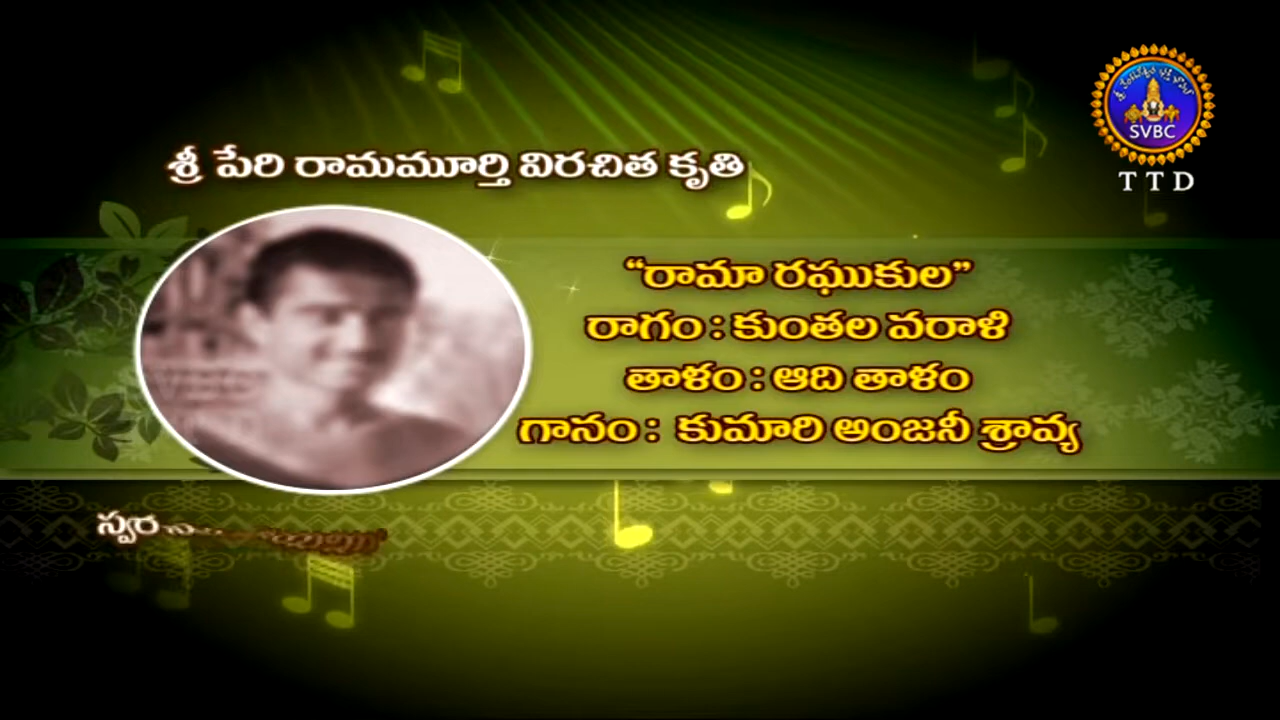 శ్రీ పేరి రామమూర్తి విరచిత కృతి
SVBC
TTD
“రామా రఘుకుల”
రాగం : కుంతల వరాళి
తాళం : ఆది తాళం
గానం : కుమారి అంజనీ శ్రావ్య
స్వర